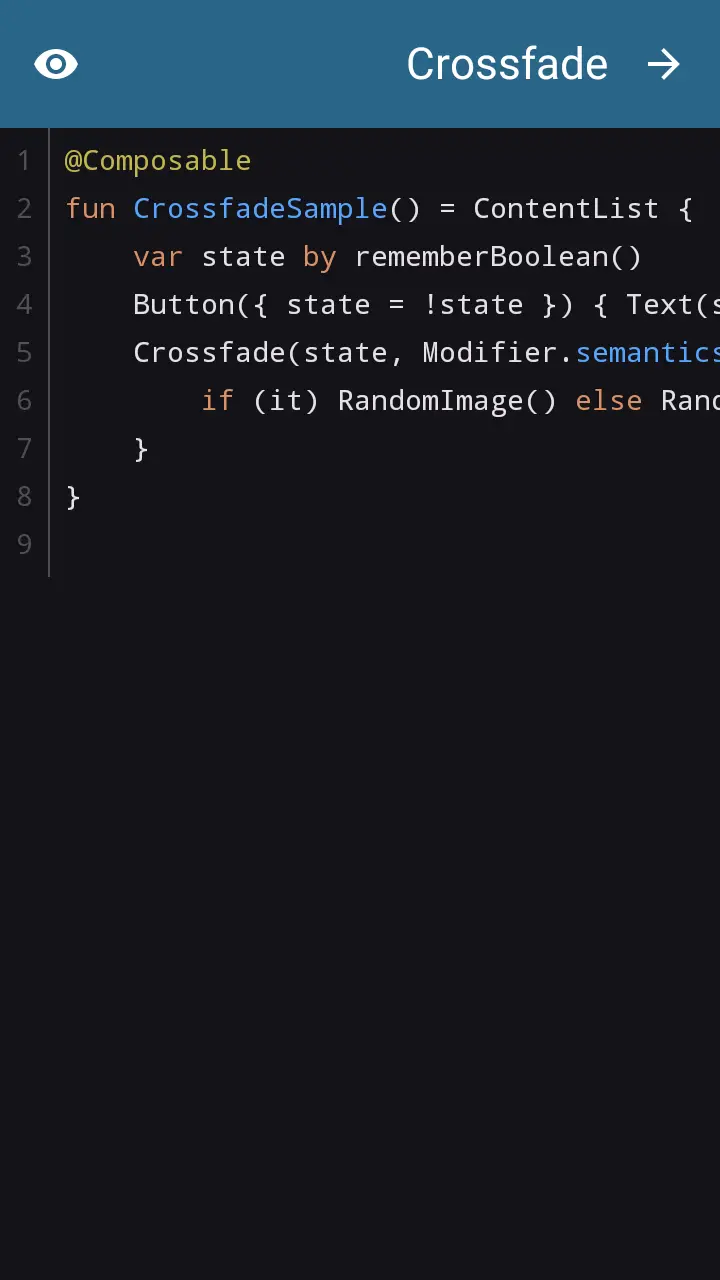 Crossfade
1 @Composable
2 fun CrossfadeSample() = ContentList {
3     var state by rememberBoolean()
4     Button({ state = !state }) { Text(s
5     Crossfade(state, Modifier.semantics
6         if (it) RandomImage() else Rand
7     }
8 }
9